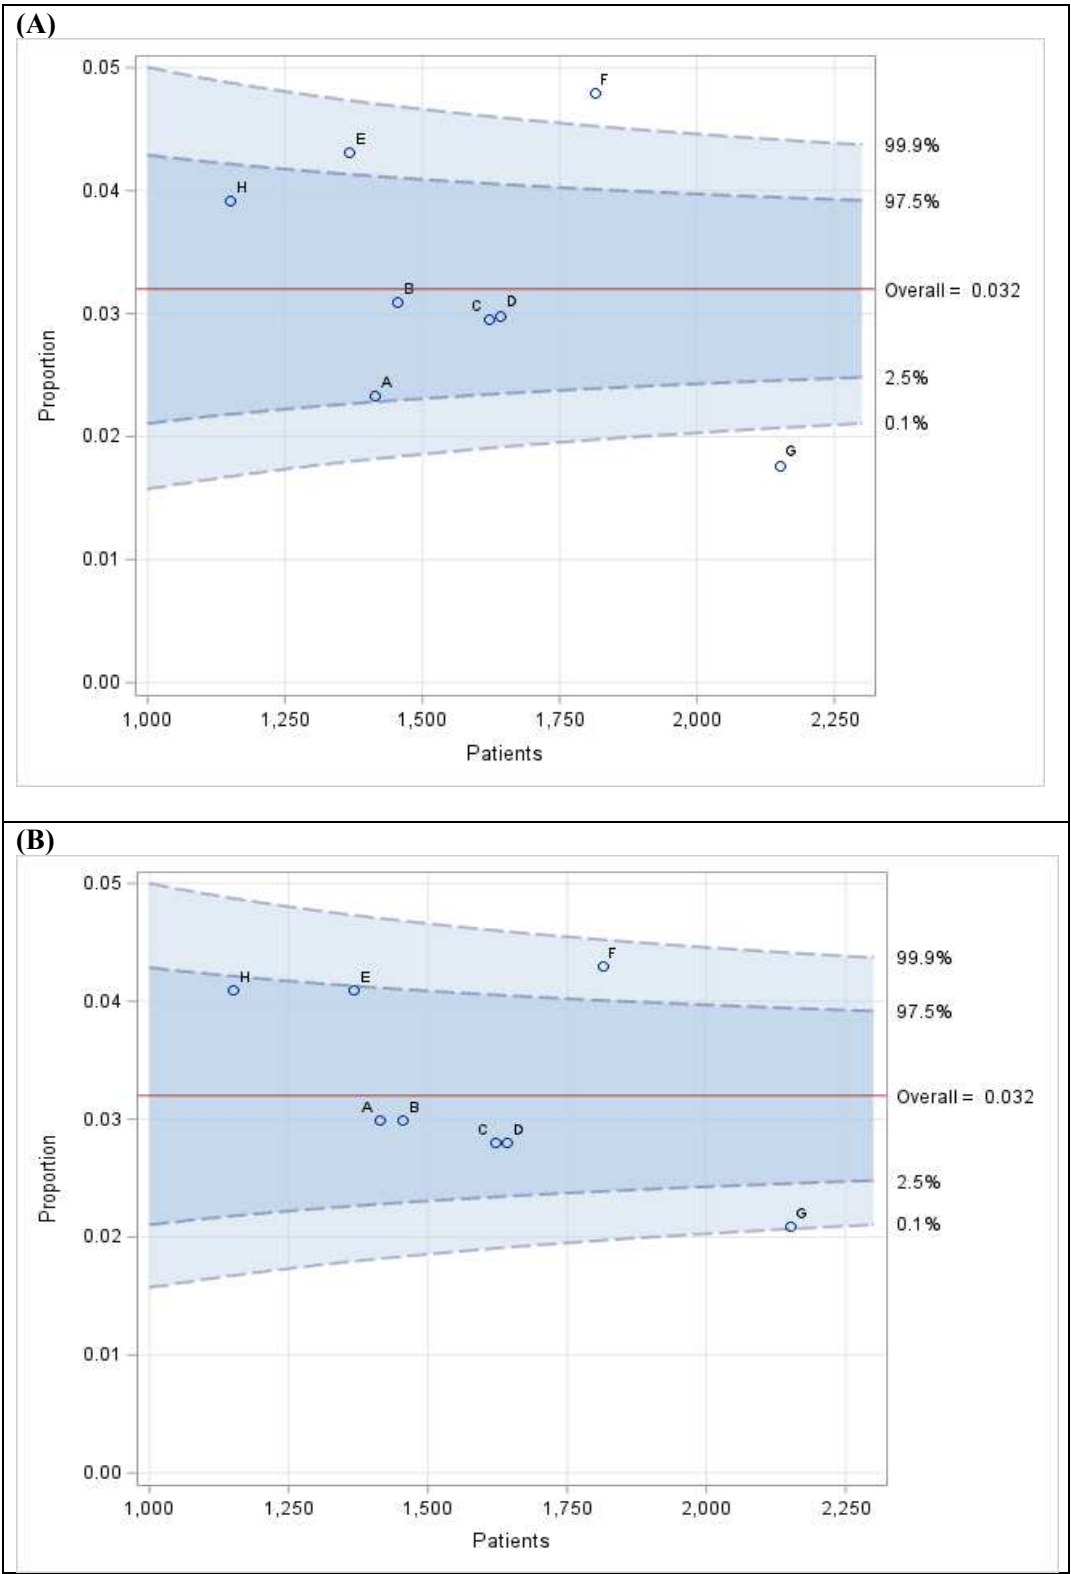 (A)
0.05
F
99.9%
E
0.04
H
97.5%
B
Overall = 0.032
C
D
0.03
Proportion
A
2.5%
0.02
0.1%
G
0.01
0.00
1,000 1,250 1,500 1,750 2,000 2,250
Patients
(B)
0.05
F
99.9%
H
E
0.04
97.5%
Overall = 0.032
A
B
0.03
C
D
Proportion
2.5%
G
0.02
0.1%
0.01
0.00
1,000 1,250 1,500 1,750 2,000 2,250
Patients